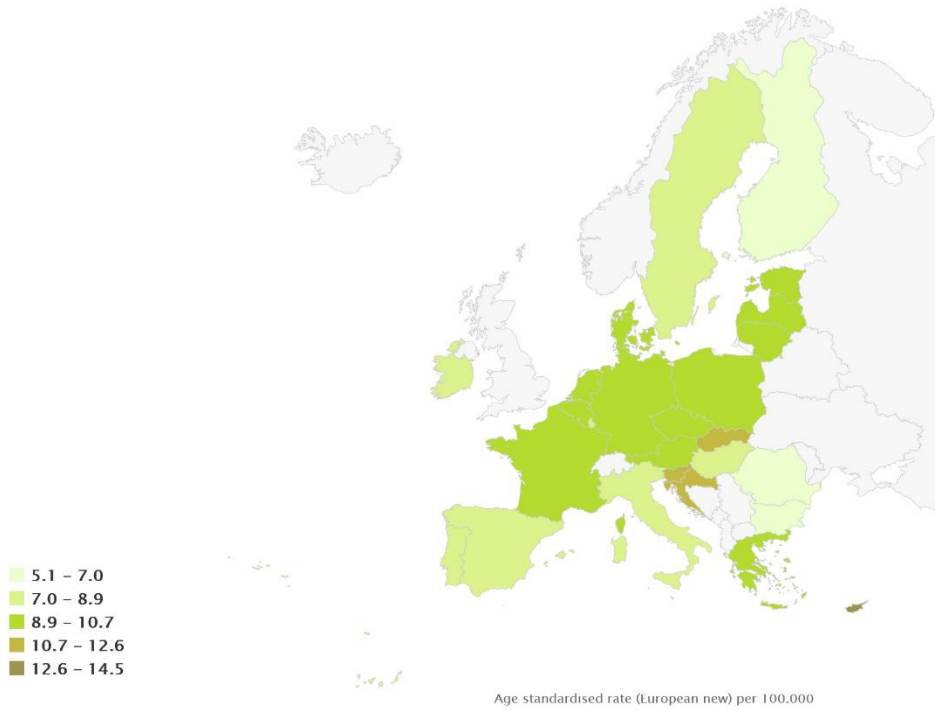 5.1 – 7.0
7.0 – 8.9
8.9 – 10.7
10.7 – 12.6
12.6 – 14.5
Age standardised rate (European new) per 100.000